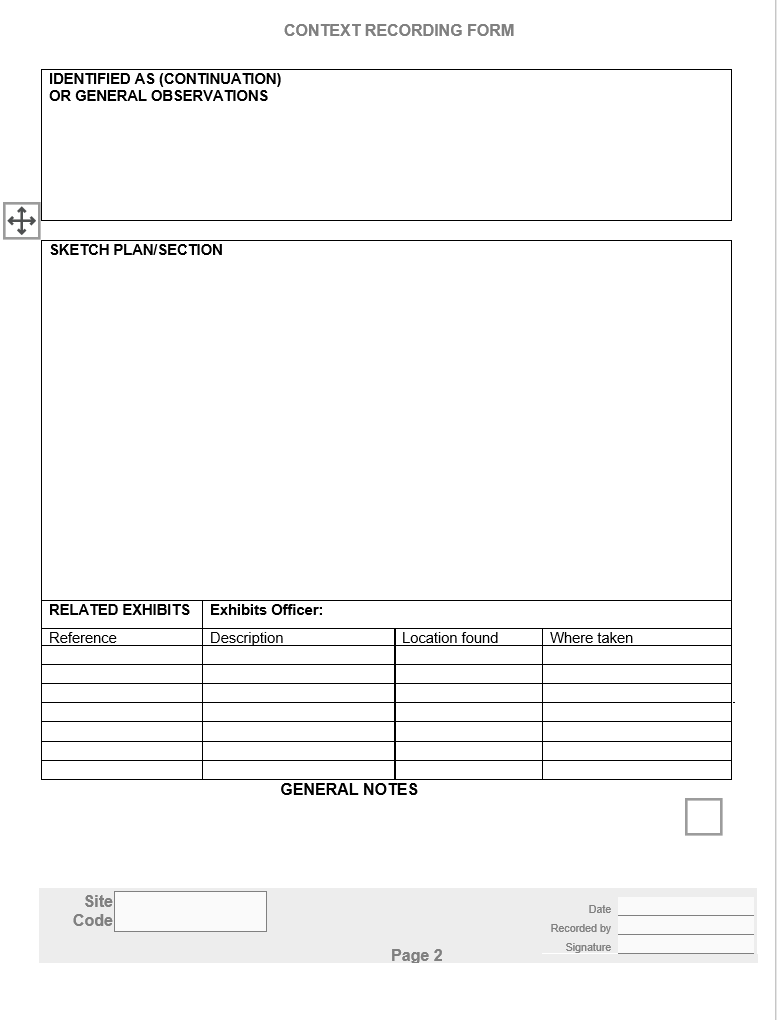 CONTEXT RECORDING FORM
IDENTIFIED AS (CONTINUATION)
OR GENERAL OBSERVATIONS
SKETCH PLAN/SECTION
RELATED EXHIBITS Exhibits Officer:
Reference Description Location found Where taken
GENERAL NOTES
Site
Code
Date
Recorded by
Signature
Page 2